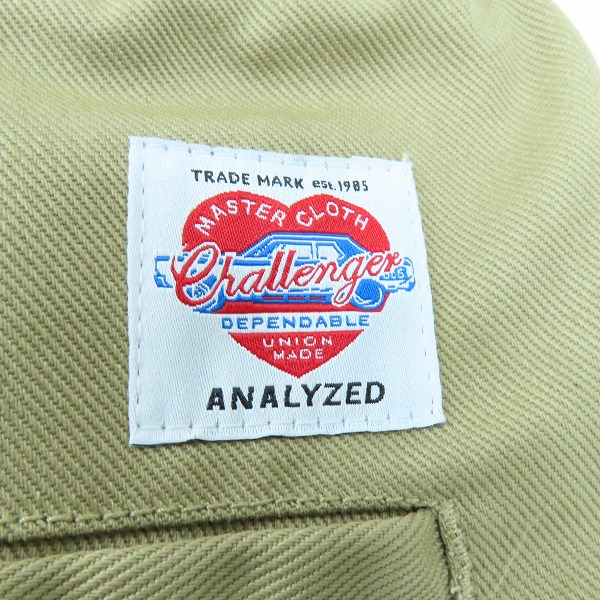 TRADE MARK est.1985
MASTER CLOTH
Challenger
DEPENDABLE
UNION
MADE
ANALYZED